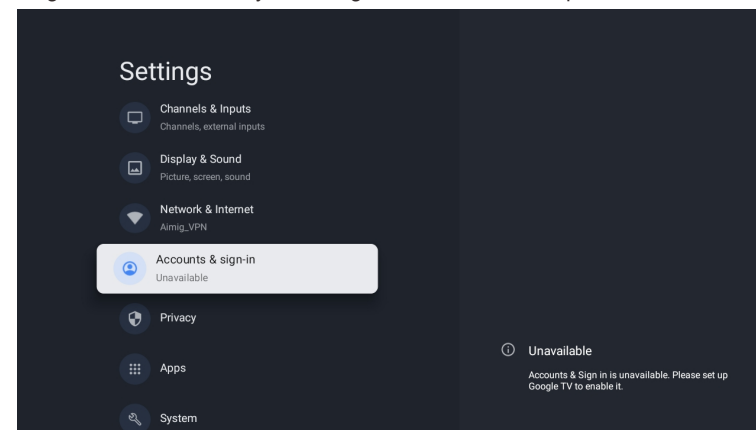 Settings
Channels & Inputs
Channels, external inputs
Display & Sound
Picture, screen, sound
Network & Internet
Aimig_VPN
Accounts & sign-in
Unavailable
Privacy
Apps
System
Unavailable
Accounts & Sign in is unavailable. Please set up
Google TV to enable it.